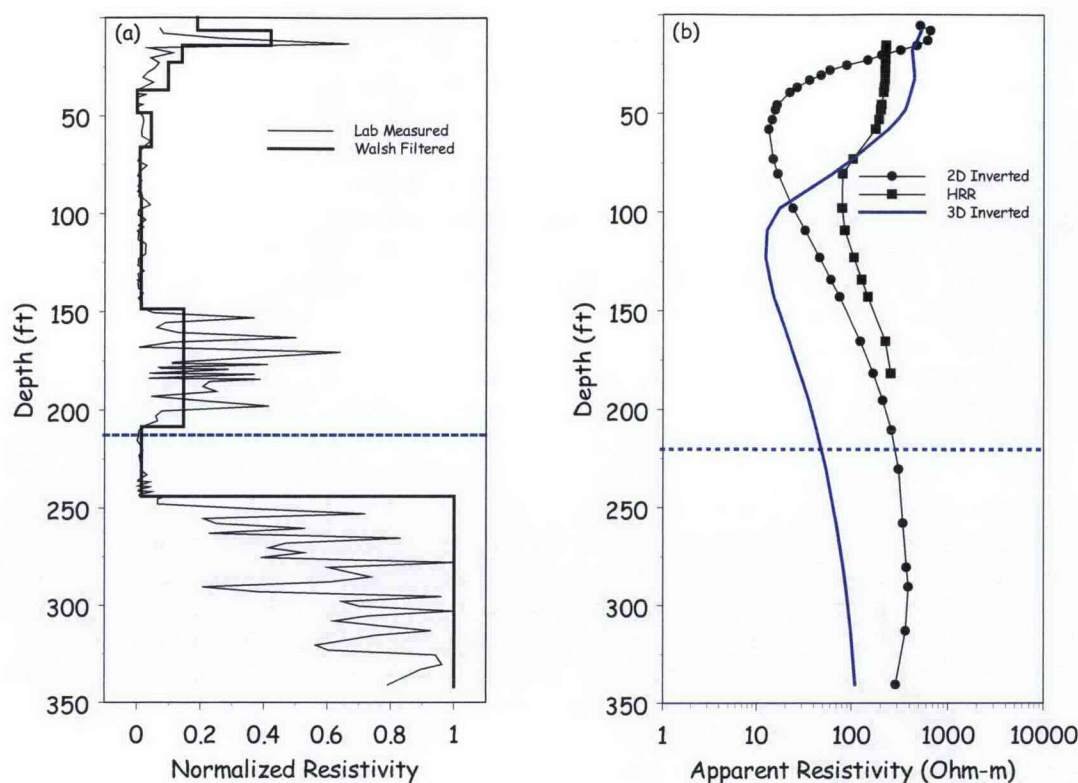 (a)
Lab Measured
Walsh Filtered
50
100
150
200
250
300
350
Depth (ft)
0 0.2 0.4 0.6 0.8 1
Normalized Resistivity
(b)
2D Inverted
HRR
3D Inverted
50
100
150
200
250
300
350
Depth (ft)
1 10 100 1000 10000
Apparent Resistivity (Ohm-m)